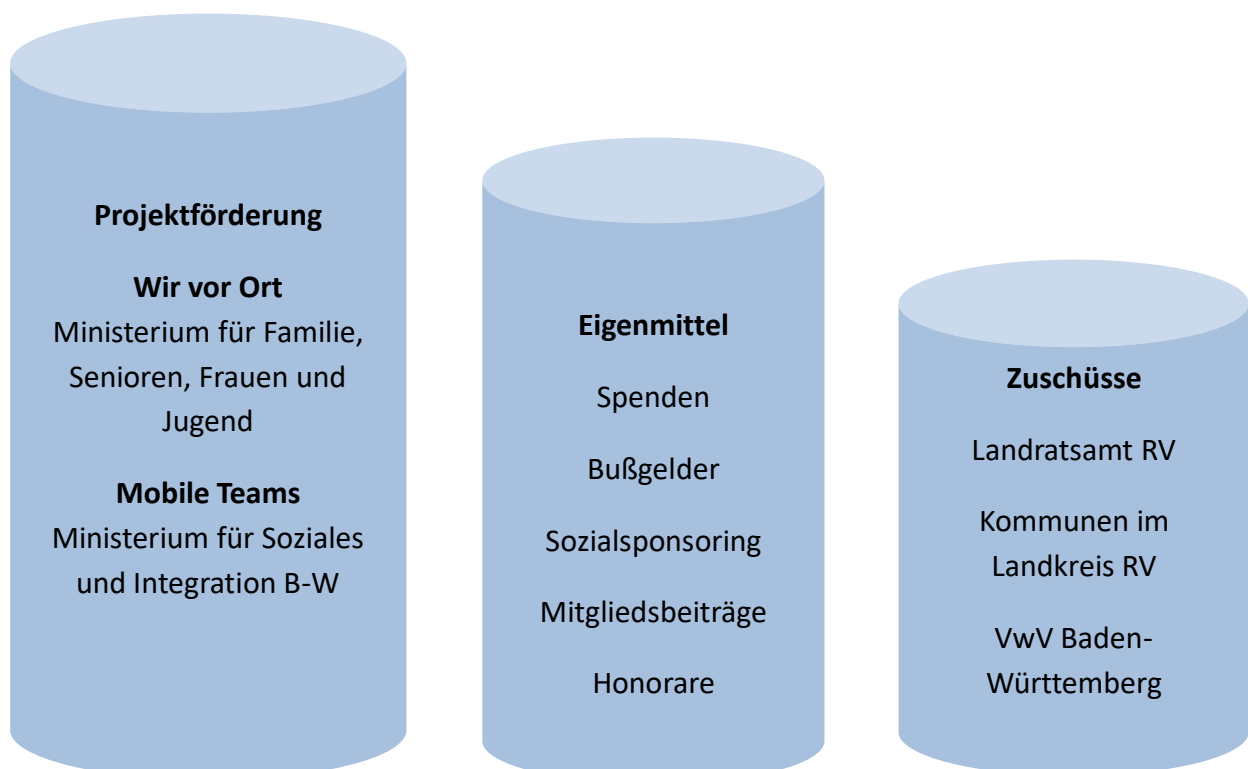 Projektförderung
Wir vor Ort
Ministerium für Familie,
Senioren, Frauen und
Jugend
Mobile Teams
Ministerium für Soziales
und Integration B-W
Eigenmittel
Spenden
Bußgelder
Sozialsponsoring
Mitgliedsbeiträge
Honorare
Zuschüsse
Landratsamt RV
Kommunen im
Landkreis RV
VwV Baden-
Württemberg